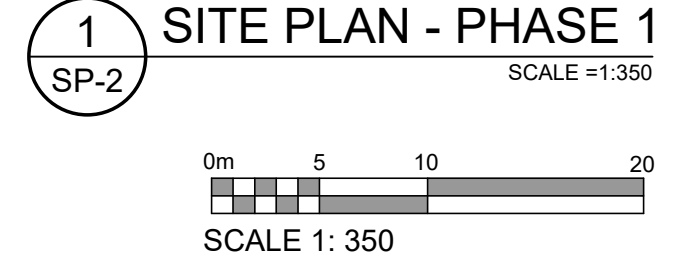 1
SP-2
SITE PLAN - PHASE 1
SCALE =1:350
0m 5 10 20
SCALE 1: 350